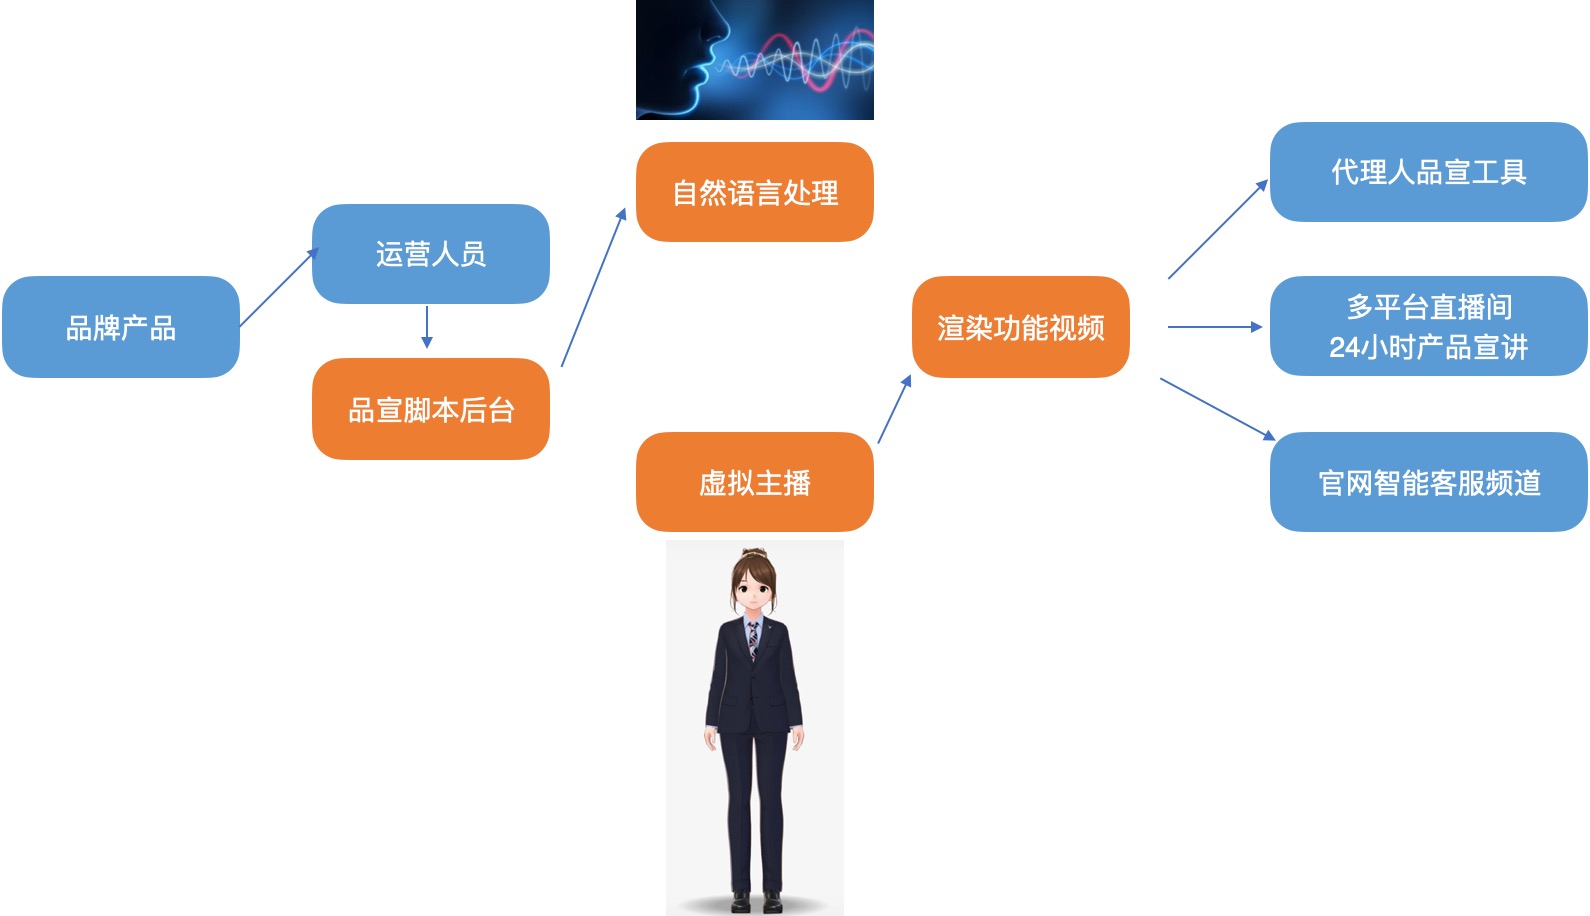 品牌产品
运营人员
品宣脚本后台
自然语言处理
虚拟主播
渲染功能视频
代理人品宣工具
多平台直播间
24小时产品宣讲
官网智能客服频道